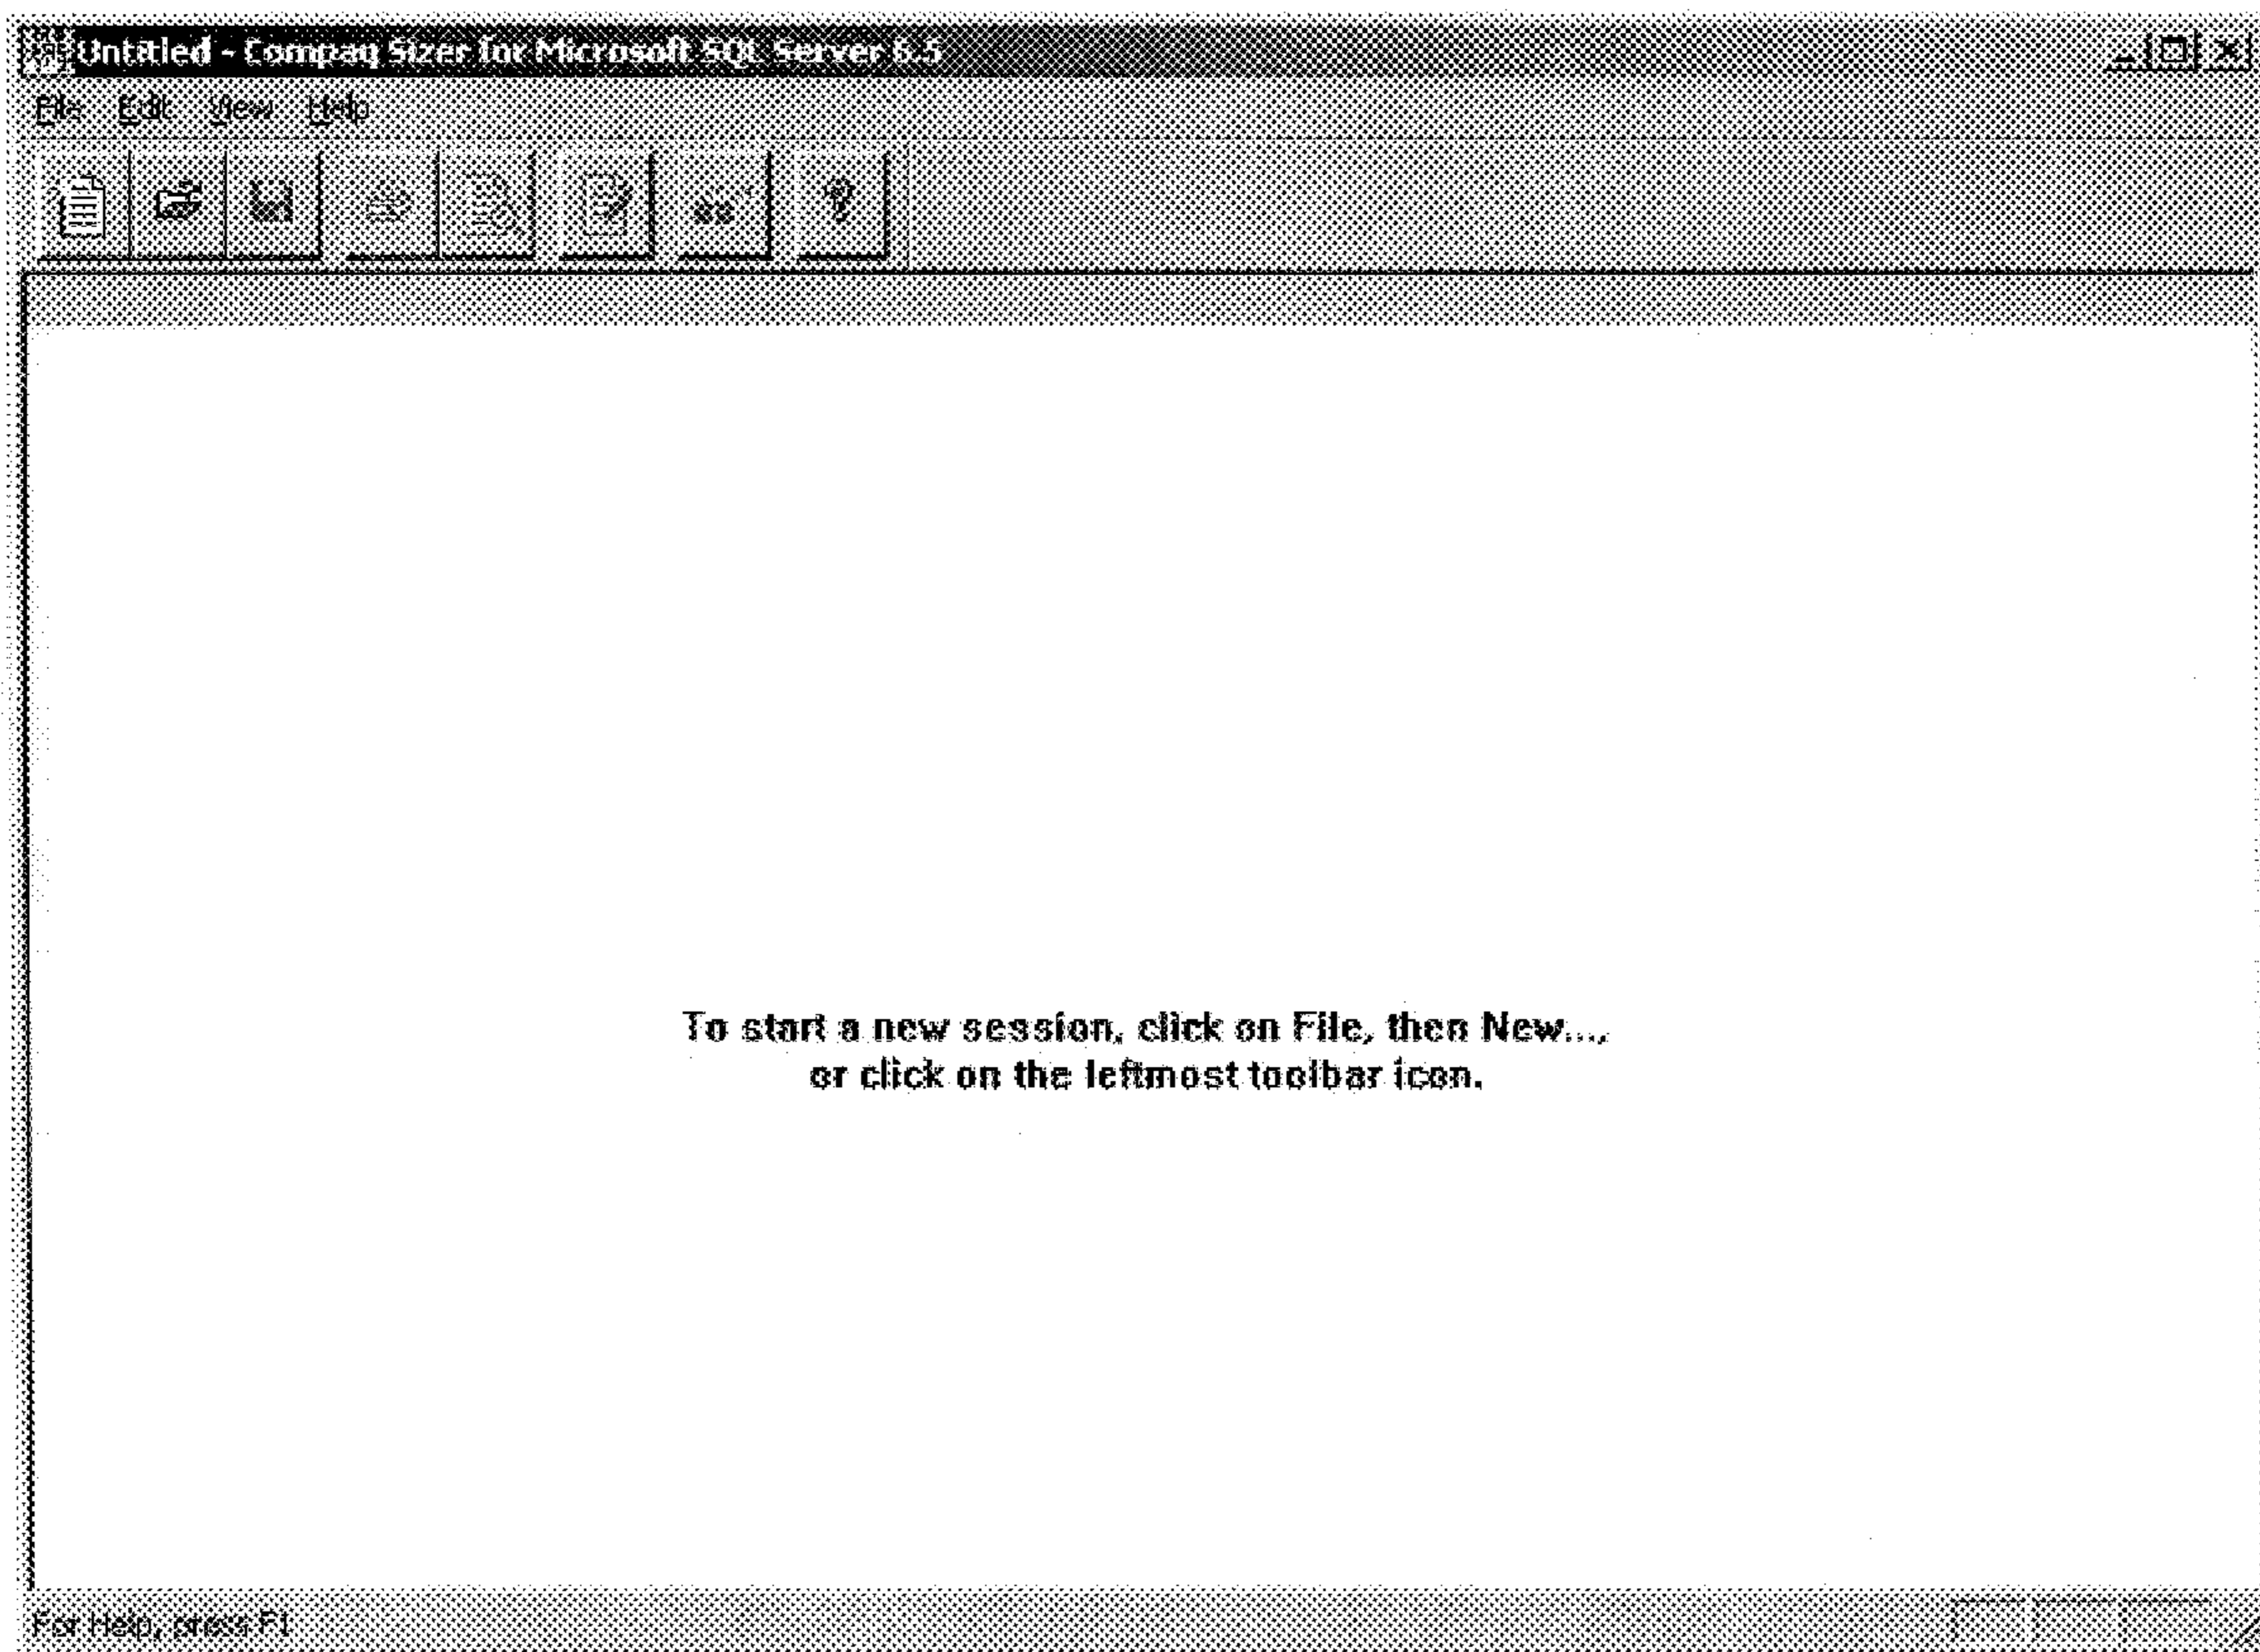 Untitled - Compaq Sizer for Microsoft SQL Server 6.5
File Edit View Help
To start a new session, click on File, then New...,
or click on the leftmost toolbar icon.
For Help, press F1